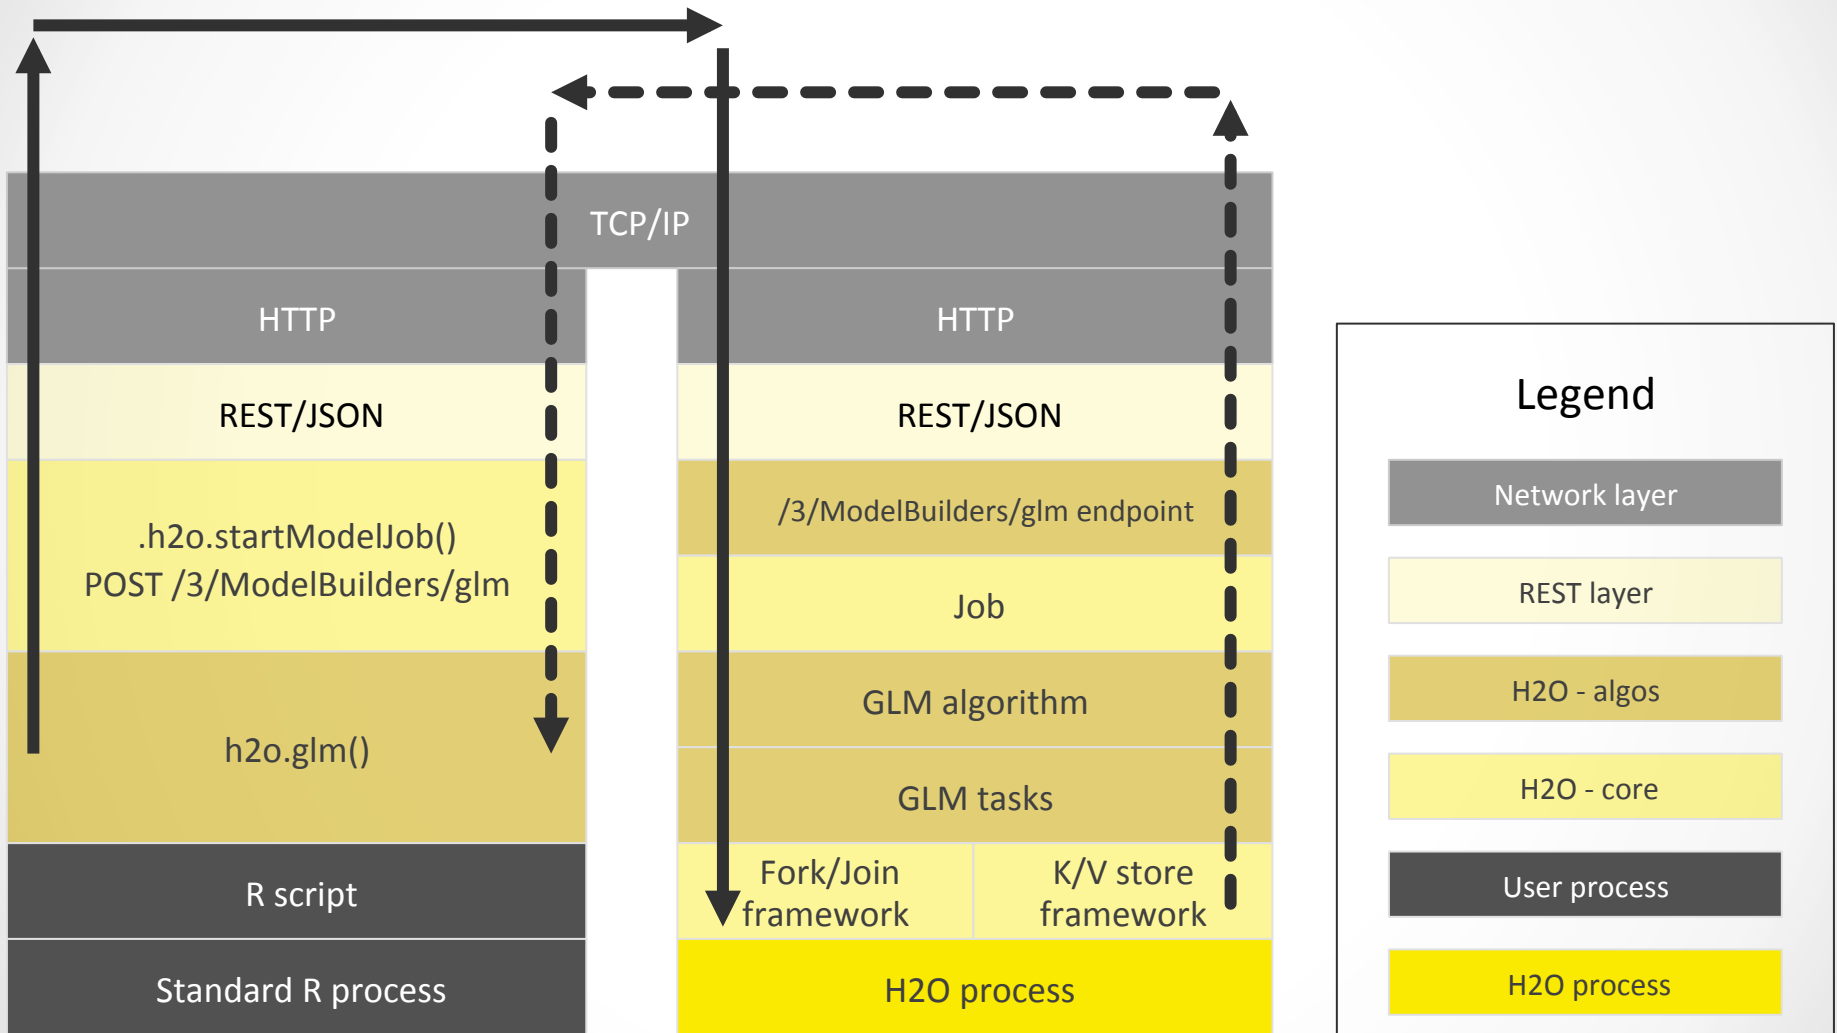 TCP/IP
HTTP
REST/JSON
.h2o.startModelJob()
POST /3/ModelBuilders/glm
h2o.glm()
R script
Standard R process
HTTP
REST/JSON
/3/ModelBuilders/glm endpoint
Job
GLM algorithm
GLM tasks
Fork/Join
framework
K/V store
framework
H2O process
Legend
Network layer
REST layer
H2O - algos
H2O - core
User process
H2O process